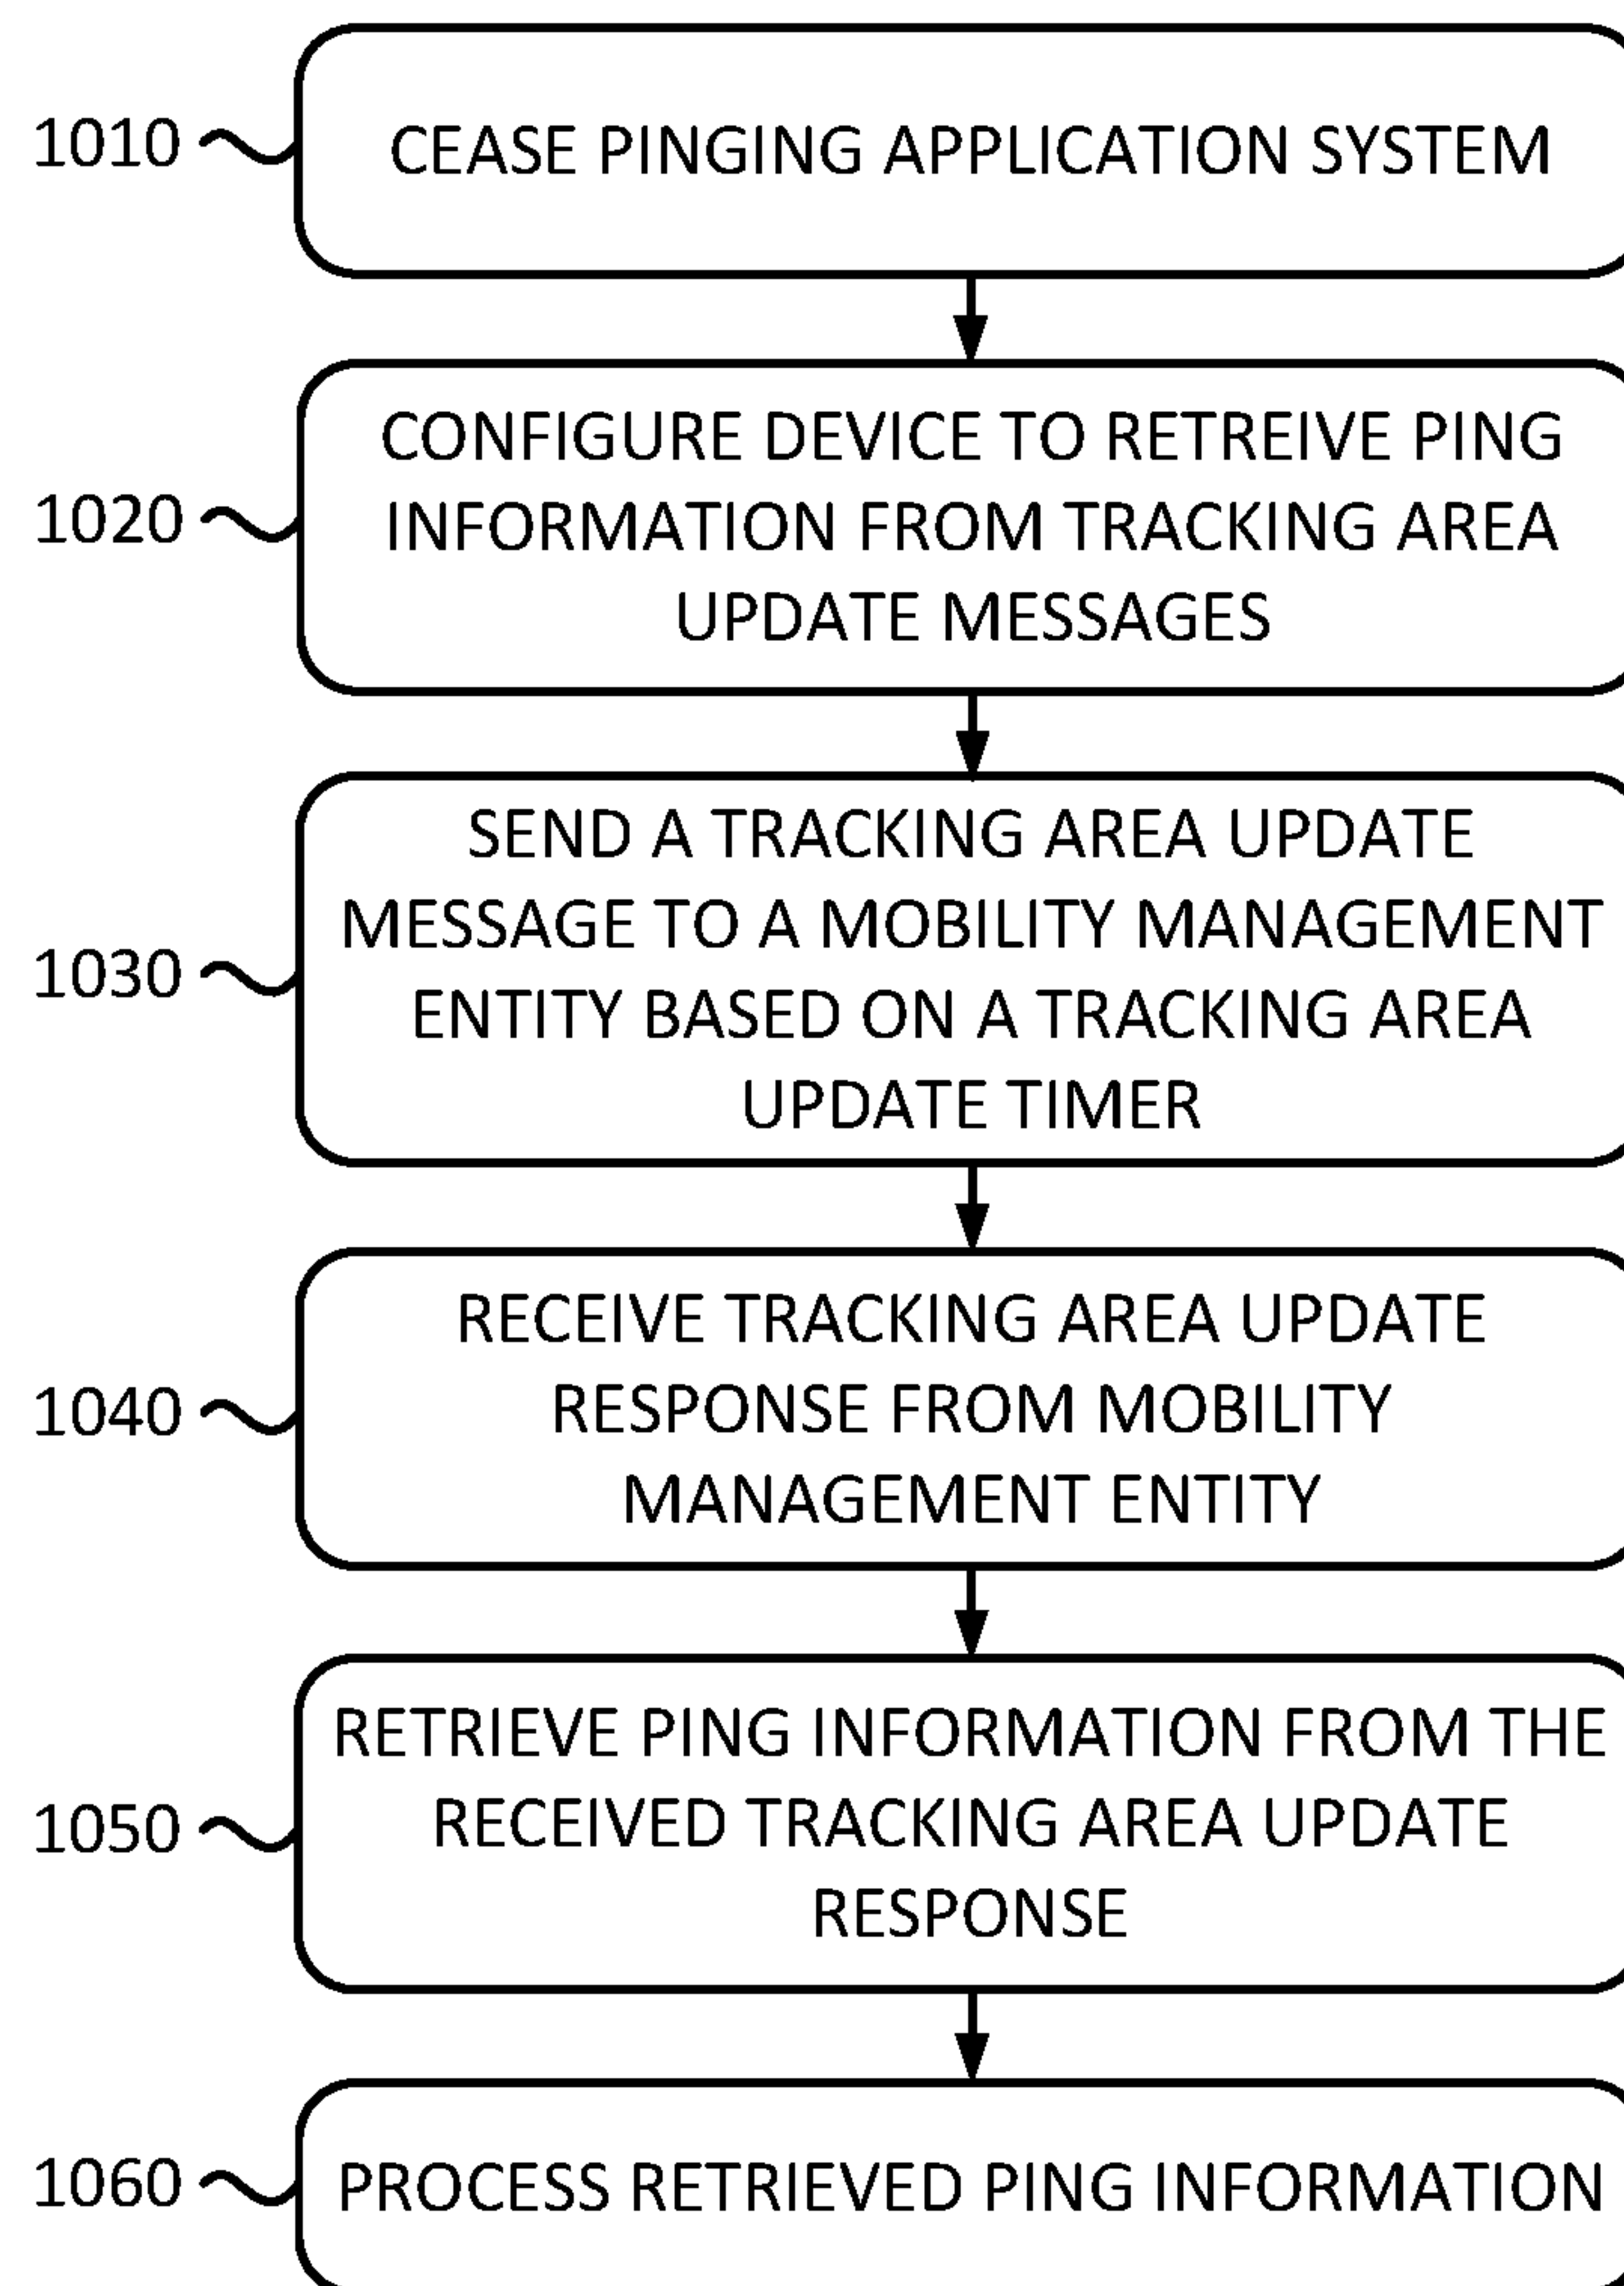 1010
CEASE PINGING APPLICATION SYSTEM
1020
CONFIGURE DEVICE TO RETREIVE PING
INFORMATION FROM TRACKING AREA
UPDATE MESSAGES
1030
SEND A TRACKING AREA UPDATE
MESSAGE TO A MOBILITY MANAGEMENT
ENTITY BASED ON A TRACKING AREA
UPDATE TIMER
1040
RECEIVE TRACKING AREA UPDATE
RESPONSE FROM MOBILITY
MANAGEMENT ENTITY
1050
RETRIEVE PING INFORMATION FROM THE
RECEIVED TRACKING AREA UPDATE
RESPONSE
1060
PROCESS RETRIEVED PING INFORMATION